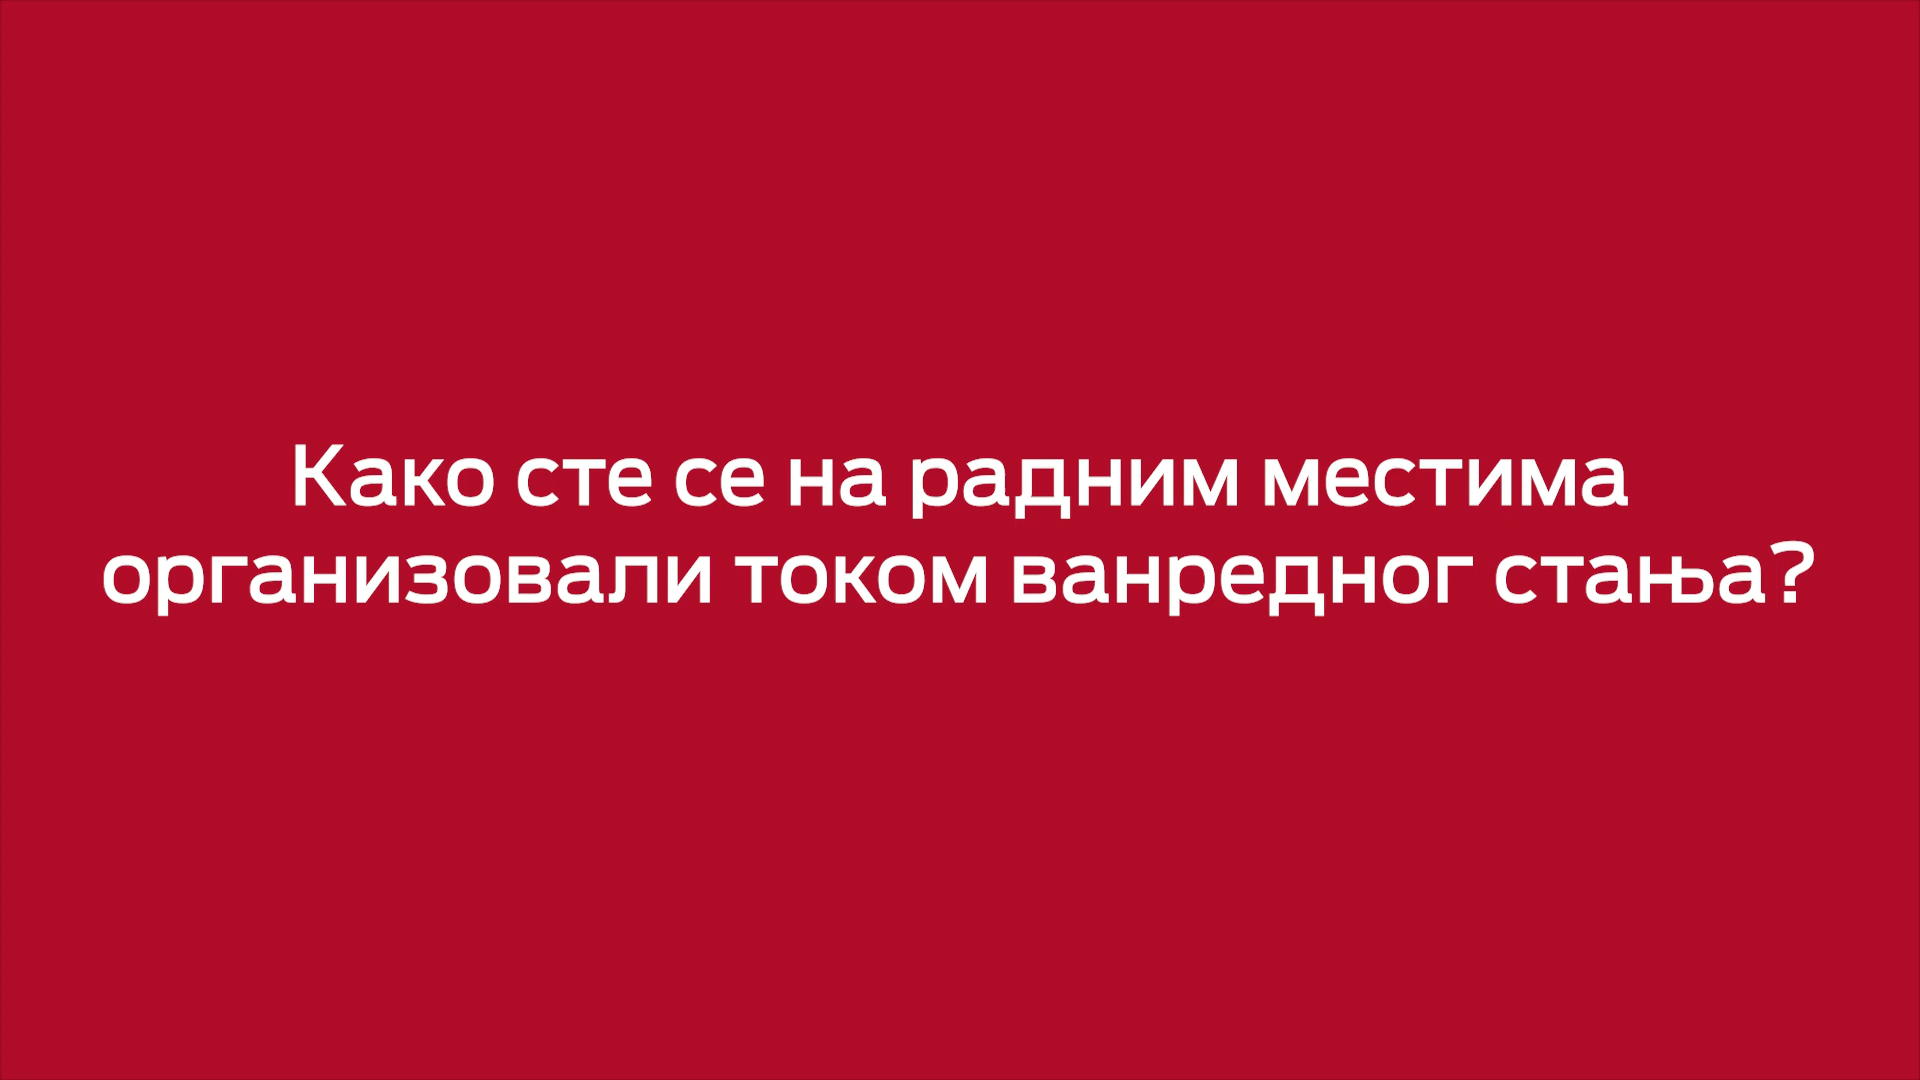 Како сте се на радним местима
организовали током ванредног стања?